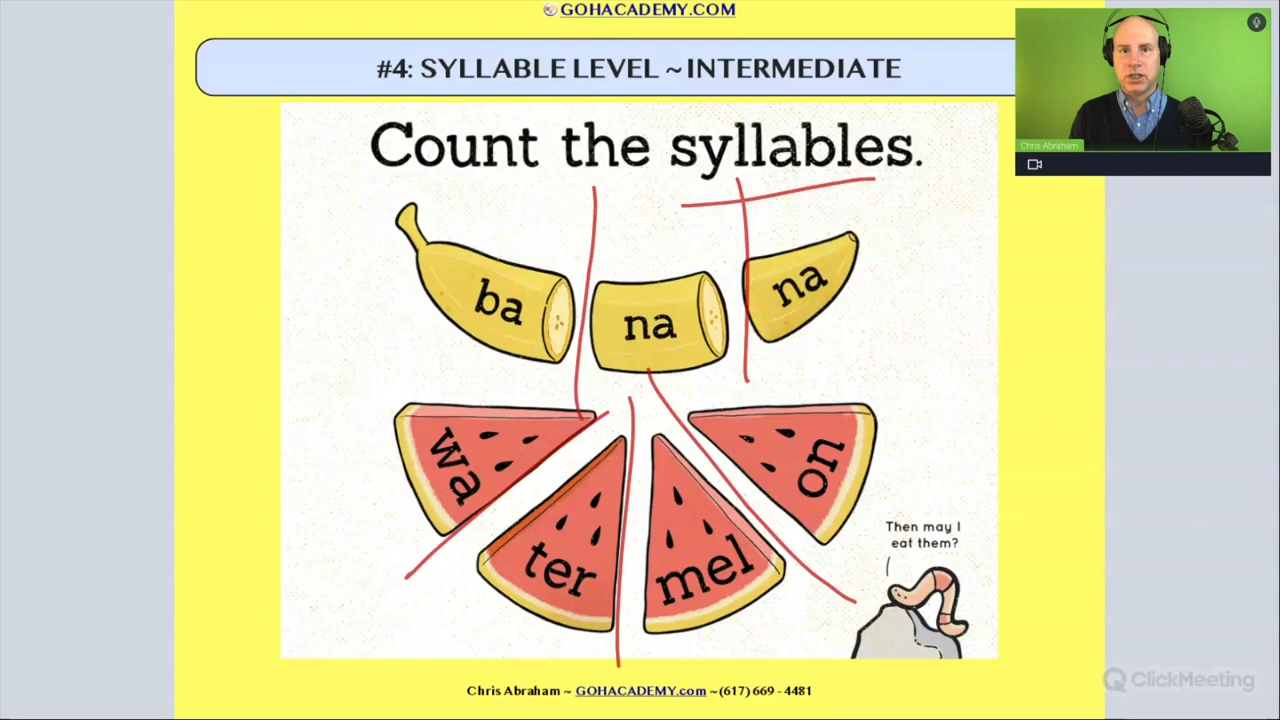 GOHACADEMY.COM
#4: SYLLABLE LEVEL ~ INTERMEDIATE
Chris Abraham
Count the syllables.
ba
na
na
wa
ter
mel
on
Then may I
eat them?
Chris Abraham ~ GOHACADEMY.com ~(617) 669 - 4481
ClickMeeting